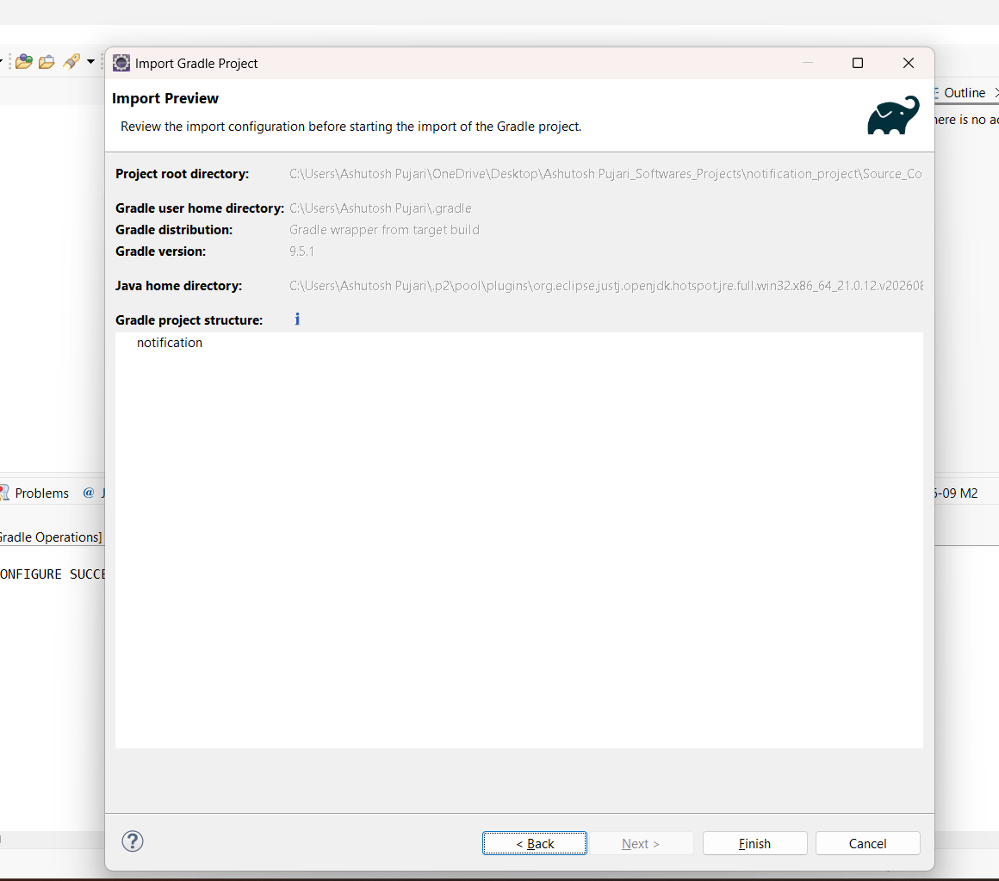 Import Gradle Project
Import Preview
Review the import configuration before starting the import of the Gradle project.
Outline
here is no ac
Project root directory: C:\Users\Ashutosh Pujari\OneDrive\Desktop\Ashutosh Pujari_Softwares_Projects\notification_project\Source_Co
Gradle user home directory: C:\Users\Ashutosh Pujari\.gradle
Gradle distribution: Gradle wrapper from target build
Gradle version: 9.5.1
Java home directory: C:\Users\Ashutosh Pujari\.p2\pool\plugins\org.eclipse.justj.openjdk.hotspot.jre.full.win32.x86_64_21.0.12.v202608
Gradle project structure: i
notification
Problems @ J
-09 M2
Gradle Operations]
ONFIGURE SUCCE
? < Back Next > Finish Cancel